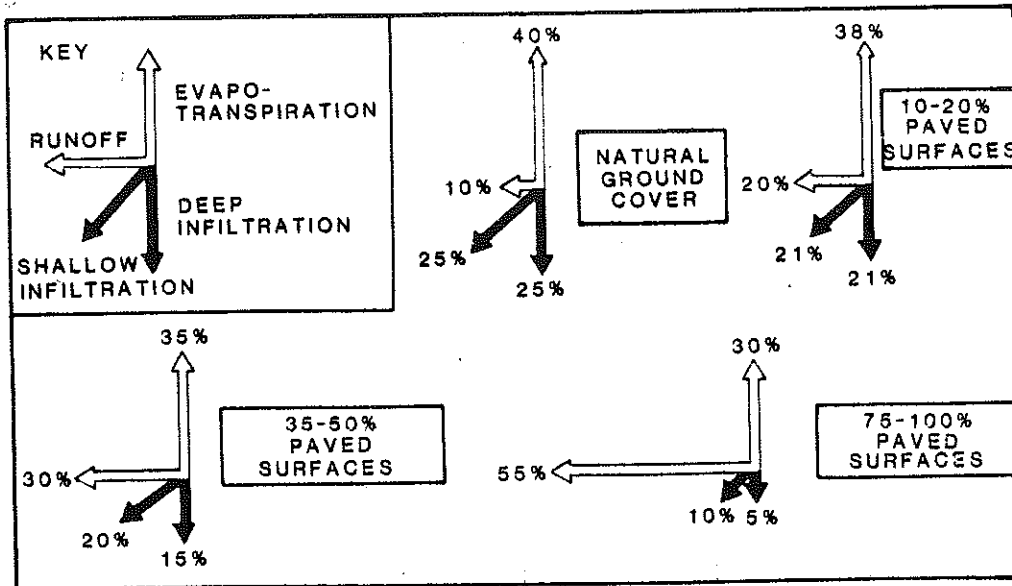 KEY
EVAPO-
TRANSPIRATION
RUNOFF
DEEP
INFILTRATION
SHALLOW
INFILTRATION
40%
10%
25%
25%
NATURAL
GROUND
COVER
38%
20%
21%
21%
10-20%
PAVED
SURFACES
35%
30%
20%
15%
35-50%
PAVED
SURFACES
30%
55%
10%
5%
75-100%
PAVED
SURFACES